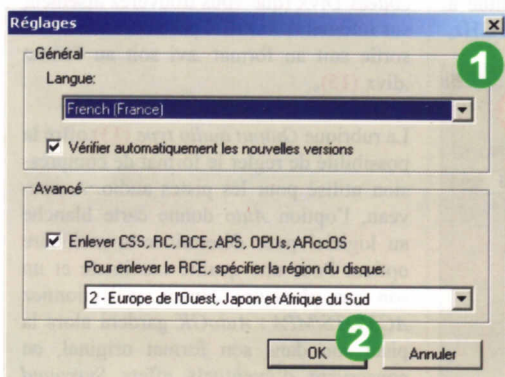 Réglages
1
Général
Langue:
French (France)
Vérifier automatiquement les nouvelles versions
Avancé
Enlever CSS, RC, RCE, APS, OPUs, ARccOS
Pour enlever le RCE, spécifier la région du disque:
2 - Europe de l'Ouest, Japon et Afrique du Sud
OK
2
Annuler